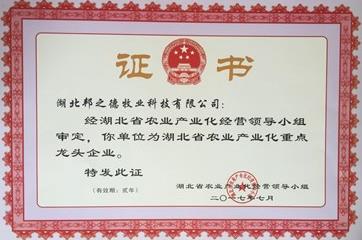 证书
湖北邦之德牧业科技有限公司：
经湖北省农业产业化经营领导小组
审定，你单位为湖北省农业产业化重点
龙头企业。
特发此证
（有效期：贰年）
湖北省农业产业化经营领导小组
二〇一七年七月